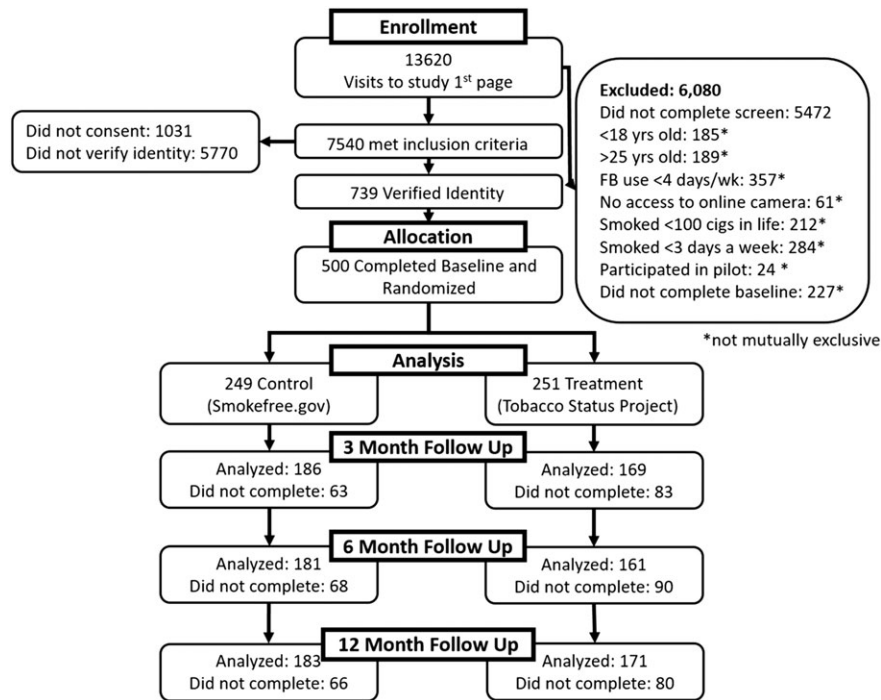 Enrollment
13620
Visits to study 1st page
Excluded: 6,080
Did not complete screen: 5472
<18 yrs old: 185*
>25 yrs old: 189*
FB use <4 days/wk: 357*
No access to online camera: 61*
Smoked <100 cigs in life: 212*
Smoked <3 days a week: 284*
Participated in pilot: 24 *
Did not complete baseline: 227*
*not mutually exclusive
Did not consent: 1031
Did not verify identity: 5770
7540 met inclusion criteria
739 Verified Identity
Allocation
500 Completed Baseline and
Randomized
Analysis
249 Control
(Smokefree.gov)
251 Treatment
(Tobacco Status Project)
3 Month Follow Up
Analyzed: 186
Did not complete: 63
Analyzed: 169
Did not complete: 83
6 Month Follow Up
Analyzed: 181
Did not complete: 68
Analyzed: 161
Did not complete: 90
12 Month Follow Up
Analyzed: 183
Did not complete: 66
Analyzed: 171
Did not complete: 80